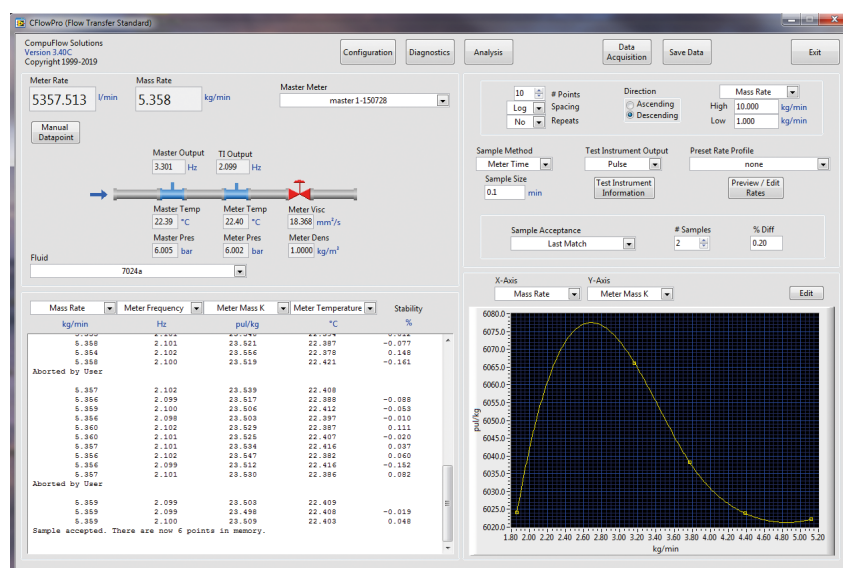 CFlowPro (Flow Transfer Standard)
CompuFlow Solutions
Version 3.40C
Copyright 1999-2019
Configuration
Diagnostics
Analysis
Data Acquisition
Save Data
Exit
Meter Rate
Mass Rate
Master Meter
5357.513 l/min
5.358 kg/min
master 1-150728
Manual Datapoint
Master Output
TI Output
3.301 Hz
2.099 Hz
Master Temp
Meter Temp
Meter Visc
22.39 °C
22.40 °C
18.368 mm²/s
Master Pres
Meter Pres
Meter Dens
6.005 bar
6.002 bar
1.0000 kg/m³
Fluid
7024a
10 # Points
Log Spacing
No Repeats
Direction
Ascending
Descending
Mass Rate
High 10.000 kg/min
Low 1.000 kg/min
Sample Method
Test Instrument Output
Preset Rate Profile
Meter Time
Pulse
none
Sample Size
0.1 min
Test Instrument Information
Preview / Edit Rates
Sample Acceptance
# Samples
% Diff
Last Match
2
0.20
Mass Rate Meter Frequency Meter Mass K Meter Temperature Stability
kg/min Hz pul/kg °C %
5.358 2.101 23.521 22.387 -0.077
5.354 2.102 23.556 22.378 0.148
5.358 2.100 23.519 22.421 -0.161
Aborted by User
5.357 2.102 23.539 22.408
5.356 2.099 23.517 22.388 -0.088
5.359 2.100 23.506 22.412 -0.053
5.356 2.098 23.503 22.397 -0.010
5.360 2.102 23.529 22.387 0.111
5.360 2.101 23.525 22.407 -0.020
5.357 2.101 23.534 22.416 0.037
5.356 2.102 23.547 22.382 0.060
5.356 2.099 23.512 22.416 -0.152
5.357 2.101 23.530 22.386 0.082
Aborted by User
5.359 2.099 23.503 22.409
5.359 2.099 23.498 22.408 -0.019
5.359 2.100 23.509 22.403 0.048
Sample accepted. There are now 6 points in memory.
X-Axis
Y-Axis
Mass Rate
Meter Mass K
Edit
6080.0
6075.0
6070.0
6065.0
6060.0
6055.0
6050.0
6045.0
6040.0
6035.0
6030.0
6025.0
6020.0
pul/kg
1.80 2.00 2.20 2.40 2.60 2.80 3.00 3.20 3.40 3.60 3.80 4.00 4.20 4.40 4.60 4.80 5.00 5.20
kg/min